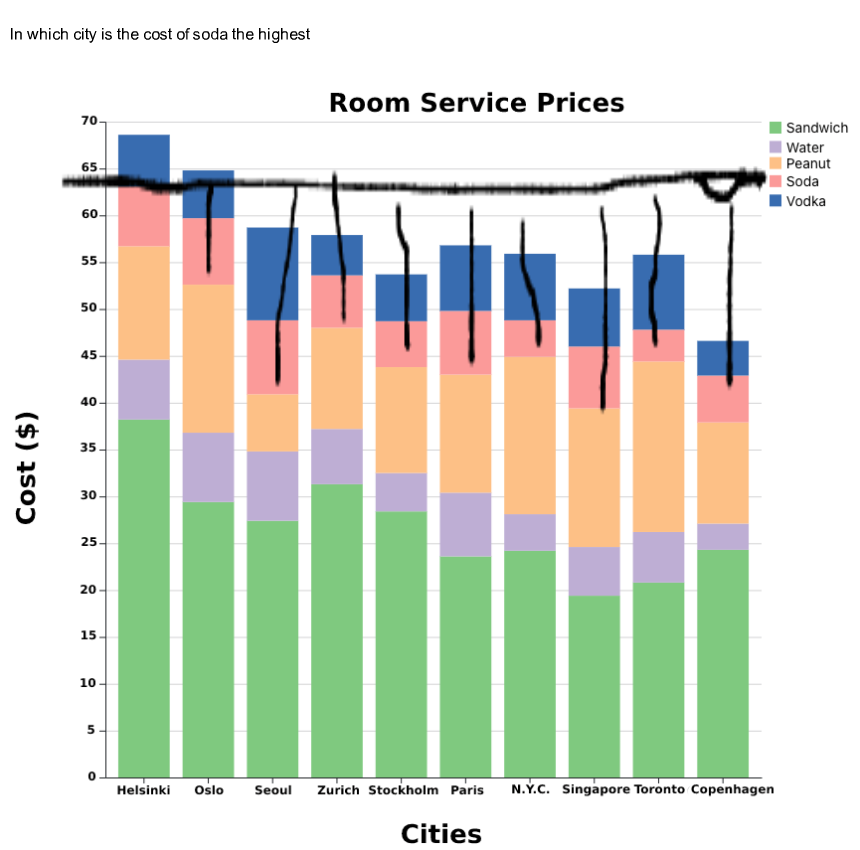 In which city is the cost of soda the highest
Room Service Prices
70
65
60
55
50
45
40
35
30
25
20
15
10
5
0
Cost ($)
Sandwich
Water
Peanut
Soda
Vodka
Helsinki Oslo Seoul Zurich Stockholm Paris N.Y.C. Singapore Toronto Copenhagen
Cities